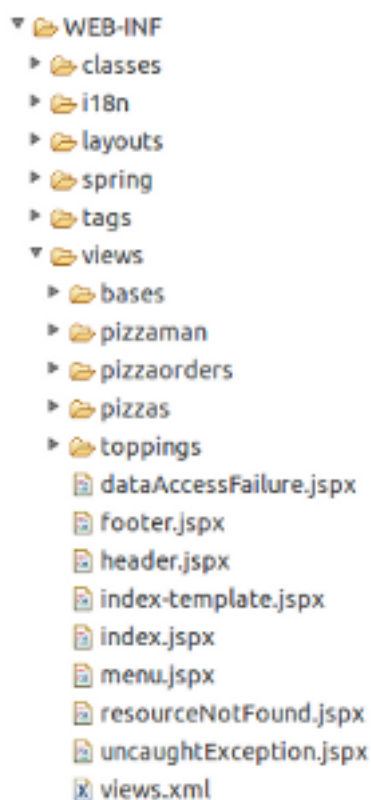 WEB-INF
classes
i18n
layouts
spring
tags
views
bases
pizzaman
pizzaorders
pizzas
toppings
dataAccessFailure.jspx
footer.jspx
header.jspx
index-template.jspx
index.jspx
menu.jspx
resourceNotFound.jspx
uncaughtException.jspx
views.xml